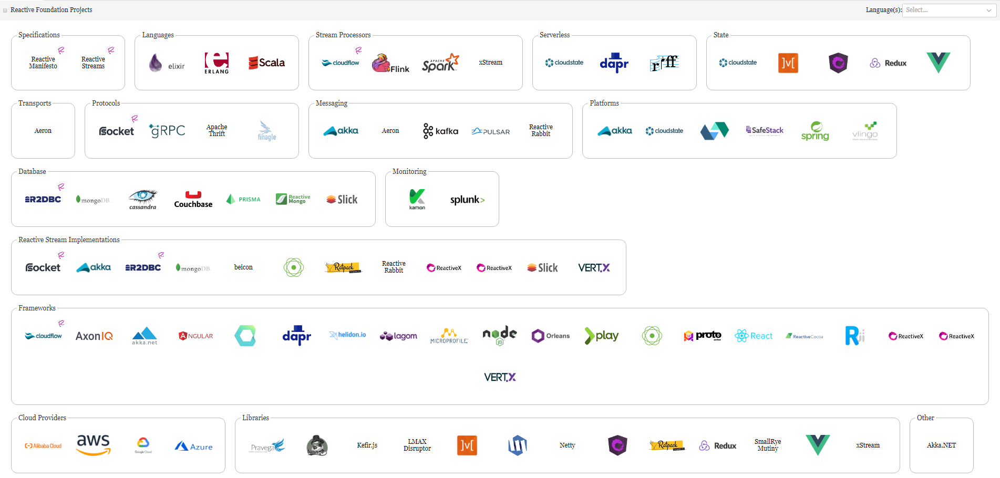 Reactive Foundation Projects
Language(s): Select...
Specifications
Reactive
Manifesto
Reactive
Streams
Languages
elixir
ERLANG
Scala
Stream Processors
cloudflow
Flink
APACHE
Spark
xStream
Serverless
cloudstate
dapr
riff
State
cloudstate
]v[
Redux
Transports
Aeron
Protocols
RSocket
gRPC
Apache
Thrift
finagle
Messaging
akka
Aeron
kafka
PULSAR
Reactive
Rabbit
Platforms
akka
cloudstate
SafeStack
spring
vlingo
Database
R2DBC
mongoDB.
cassandra
Couchbase
PRISMA
Reactive
Mongo
Slick
Monitoring
kamon
splunk>
Reactive Stream Implementations
RSocket
akka
R2DBC
mongoDB.
beicon
Ratpack
Reactive
Rabbit
ReactiveX
ReactiveX
Slick
VERT.X
Frameworks
cloudflow
AxonIQ
akka.net
ANGULAR
dapr
helidon.io
lagom
MICROPROFILE
node
JS
Orleans
play
proto
actor
React
ReactiveCocoa
Rii
ReactiveX
ReactiveX
VERT.X
Cloud Providers
Alibaba Cloud
aws
Google Cloud
Azure
Libraries
Pravega
bacon.js
Kefir.js
LMAX
Disruptor
]v[
Netty
Ratpack
Redux
SmallRye
Mutiny
xStream
Other
Akka.NET